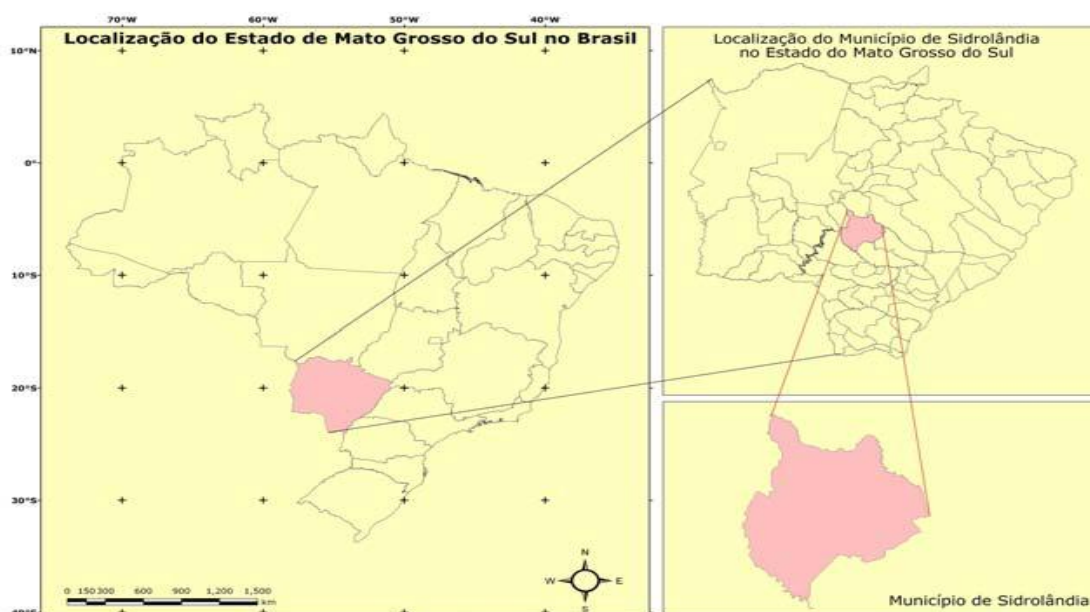 70°W 60°W 50°W 40°W
Localização do Estado de Mato Grosso do Sul no Brasil
10°N
0°
10°S
20°S
30°S
40°S
0 150 300 600 900 1,200 1,500
km
N
W E
S
Localização do Município de Sidrolândia
no Estado do Mato Grosso do Sul
Município de Sidrolândia